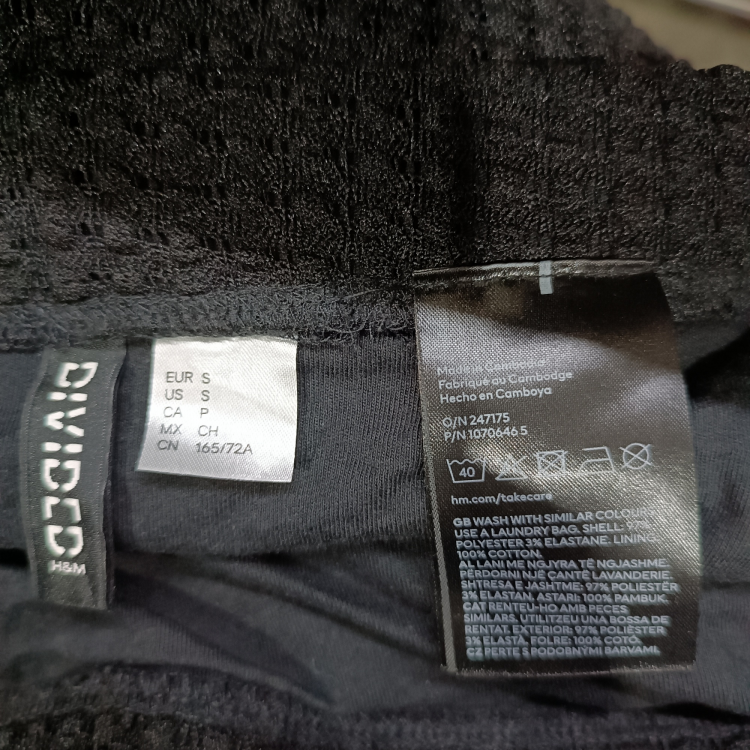 DIVIDED
H&M
EUR S
US S
CA P
MX CH
CN 165/72A
Made in Cambodia
Fabriqué au Cambodge
Hecho en Camboya
O/N 247175
P/N 1070646 5
40
hm.com/takecare
GB WASH WITH SIMILAR COLOURS.
USE A LAUNDRY BAG. SHELL: 97%
POLYESTER 3% ELASTANE. LINING:
100% COTTON.
AL LANI ME NGJYRA TË NGJASHME.
PËRDORNI NJË CANTË LAVANDERIE.
SHTRESA E JASHTME: 97% POLIESTËR
3% ELASTAN, ASTARI: 100% PAMBUK.
CAT RENTEU-HO AMB PECES
SIMILARS. UTILITZEU UNA BOSSA DE
RENTAT. EXTERIOR: 97% POLIÈSTER
3% ELASTÀ, FOLRE: 100% COTÓ.
CZ PERTE S PODOBNÝMI BARVAMI.